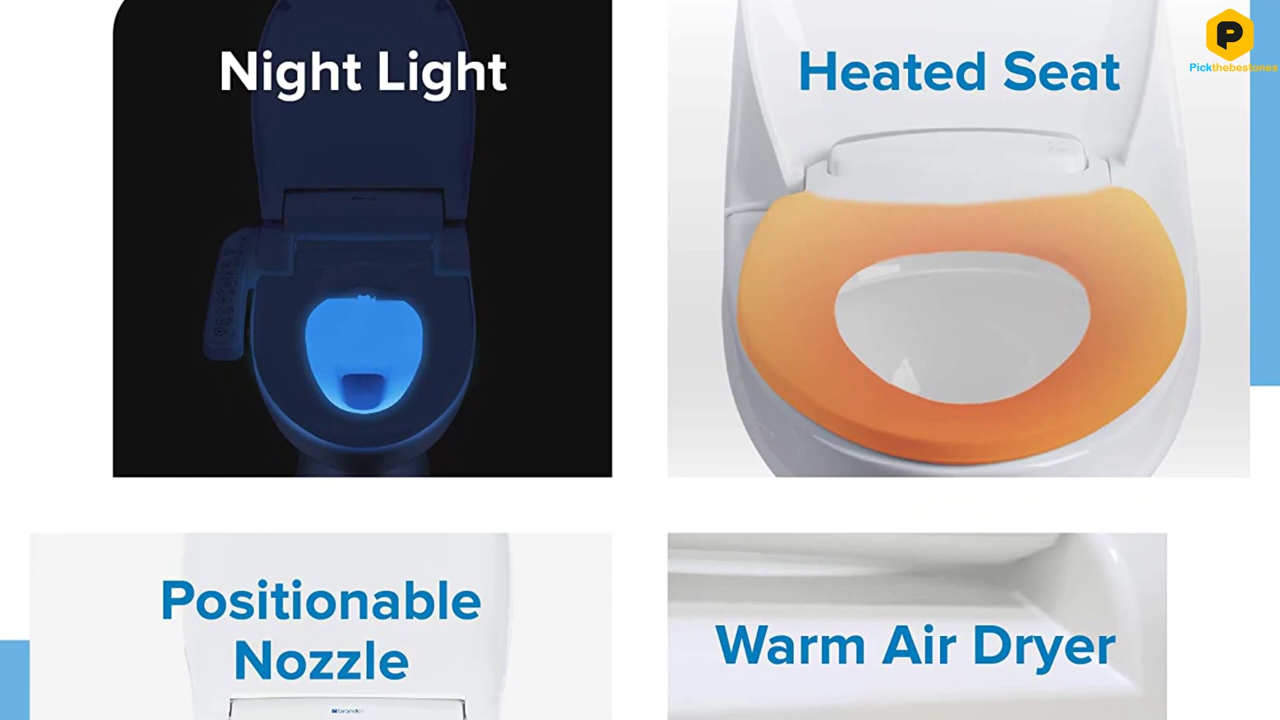 Night Light
Heated Seat
Pickthebestones
Positionable
Nozzle
Warm Air Dryer